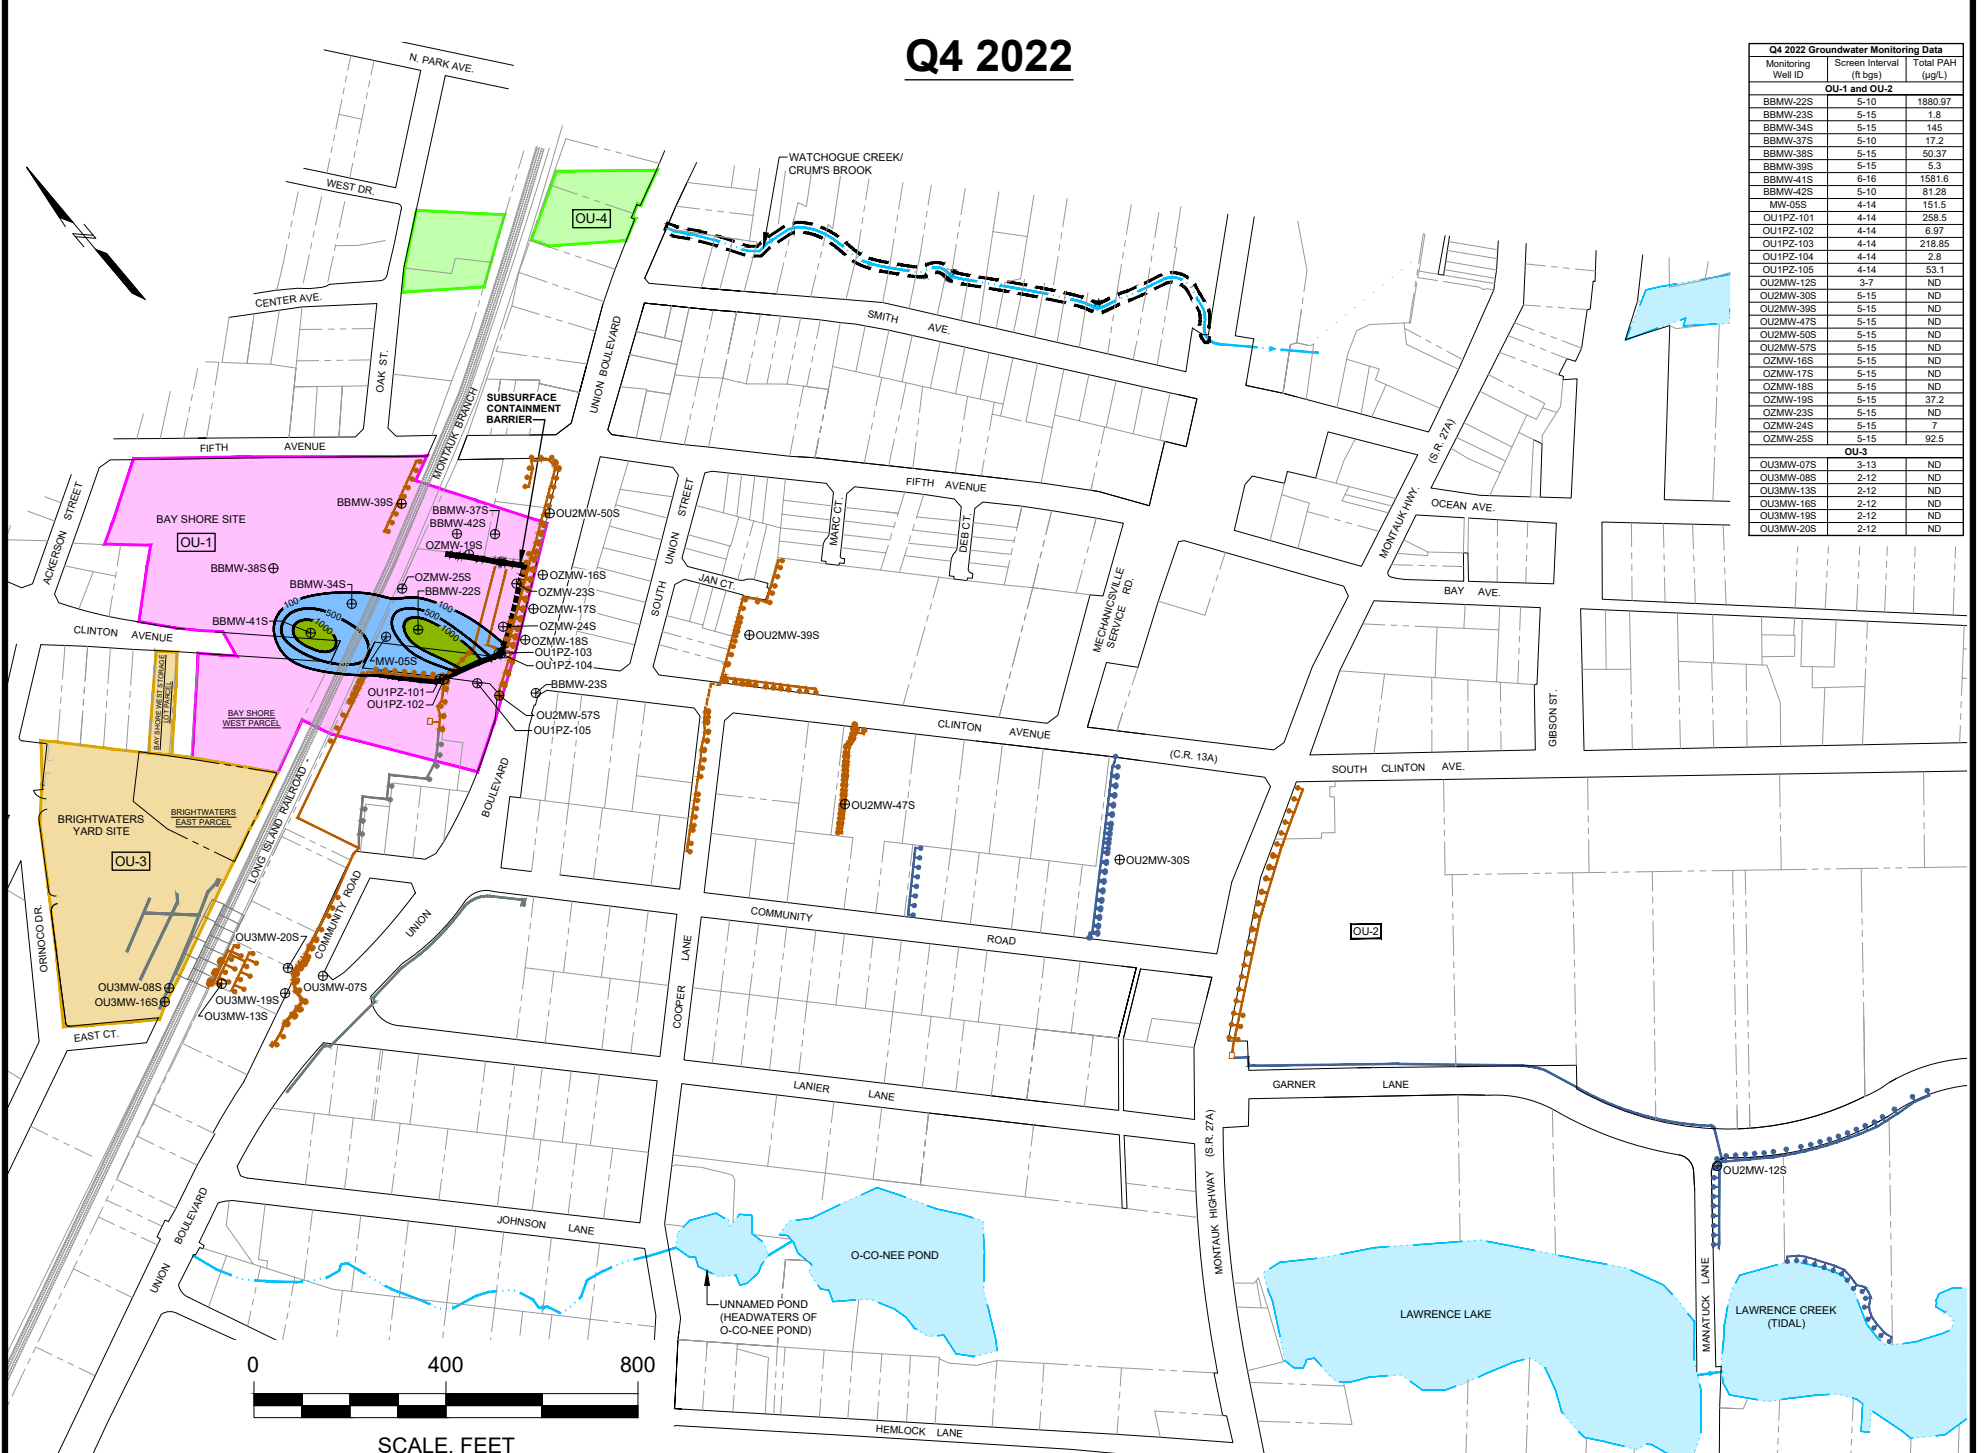 Q4 2022
Q4 2022 Groundwater Monitoring Data
Monitoring Well ID Screen Interval (ft bgs) Total PAH (µg/L)
OU-1 and OU-2
BBMW-22S 5-10 1880.97
BBMW-23S 5-15 1.8
BBMW-34S 5-15 145
BBMW-37S 5-10 17.2
BBMW-38S 5-15 50.37
BBMW-39S 5-15 5.3
BBMW-41S 6-16 1581.6
BBMW-42S 5-10 81.28
MW-05S 4-14 151.5
OU1PZ-101 4-14 258.5
OU1PZ-102 4-14 6.97
OU1PZ-103 4-14 218.85
OU1PZ-104 4-14 2.8
OU1PZ-105 4-14 53.1
OU2MW-12S 3-7 ND
OU2MW-30S 5-15 ND
OU2MW-39S 5-15 ND
OU2MW-47S 5-15 ND
OU2MW-50S 5-15 ND
OU2MW-57S 5-15 ND
OZMW-16S 5-15 ND
OZMW-17S 5-15 ND
OZMW-18S 5-15 ND
OZMW-19S 5-15 37.2
OZMW-23S 5-15 ND
OZMW-24S 5-15 7
OZMW-25S 5-15 92.5
OU-3
OU3MW-07S 3-13 ND
OU3MW-08S 2-12 ND
OU3MW-13S 2-12 ND
OU3MW-16S 2-12 ND
OU3MW-19S 2-12 ND
OU3MW-20S 2-12 ND
N. PARK AVE.
WATCHOGUE CREEK/
CRUM'S BROOK
WEST DR.
OU-4
CENTER AVE.
SMITH AVE.
OAK ST.
UNION BOULEVARD
MONTAUK BRANCH
SUBSURFACE
CONTAINMENT
BARRIER
FIFTH AVENUE
FIFTH AVENUE
(S.R. 27A)
MONTAUK HWY.
OCEAN AVE.
BAY AVE.
ACKERSON STREET
BAY SHORE SITE
OU-1
BBMW-39S
BBMW-37S
BBMW-42S
OZMW-19S
OU2MW-50S
SOUTH UNION STREET
MARC CT.
DEB CT.
JAN CT.
MECHANICSVILLE
SERVICE RD.
BBMW-38S
BBMW-34S
OZMW-25S
BBMW-22S
OZMW-16S
OZMW-23S
OZMW-17S
OZMW-24S
OZMW-18S
OU1PZ-103
OU1PZ-104
BBMW-41S
100
500
1000
100
500
1000
MW-05S
OU1PZ-101
OU1PZ-102
BBMW-23S
OU2MW-57S
OU1PZ-105
OU2MW-39S
CLINTON AVENUE
BAY SHORE WEST STORAGE
LOT PARCEL
BAY SHORE
WEST PARCEL
CLINTON AVENUE
(C.R. 13A)
SOUTH CLINTON AVE.
GIBSON ST.
BRIGHTWATERS
YARD SITE
BRIGHTWATERS
EAST PARCEL
OU-3
LONG ISLAND RAILROAD -
BOULEVARD
OU2MW-47S
OU2MW-30S
OU-2
COMMUNITY ROAD
COMMUNITY ROAD
UNION
ORINOCO DR.
OU3MW-20S
OU3MW-08S
OU3MW-16S
OU3MW-19S
OU3MW-07S
OU3MW-13S
EAST CT.
COOPER LANE
LANIER LANE
GARNER LANE
MONTAUK HIGHWAY (S.R. 27A)
OU2MW-12S
UNION BOULEVARD
JOHNSON LANE
O-CO-NEE POND
UNNAMED POND
(HEADWATERS OF
O-CO-NEE POND)
LAWRENCE LAKE
MANATUCK LANE
LAWRENCE CREEK
(TIDAL)
HEMLOCK LANE
0 400 800
SCALE, FEET